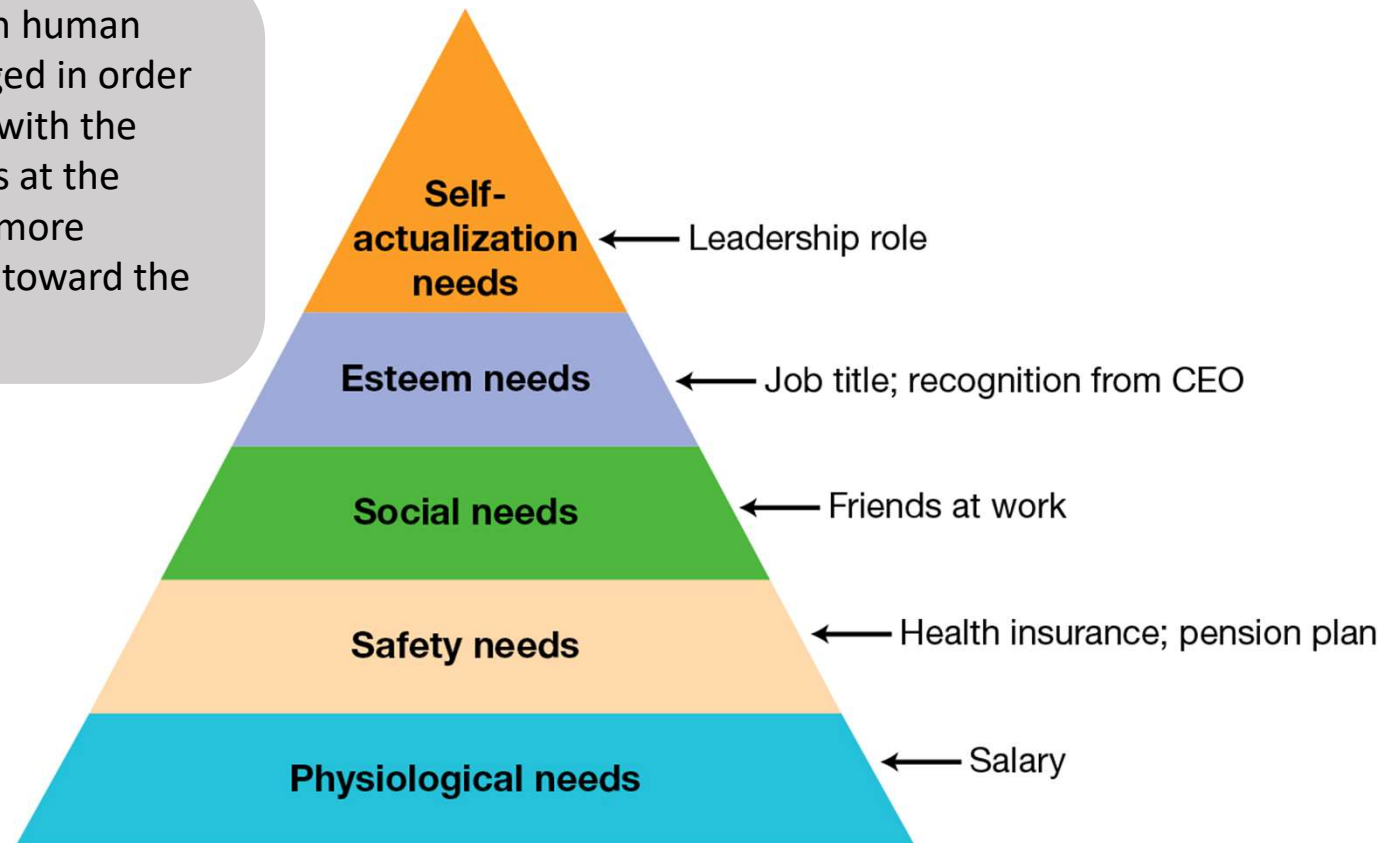 human
ged in order
with the
s at the
more
toward the
Self-
actualization
needs
Leadership role
Esteem needs
Job title; recognition from CEO
Social needs
Friends at work
Safety needs
Health insurance; pension plan
Physiological needs
Salary